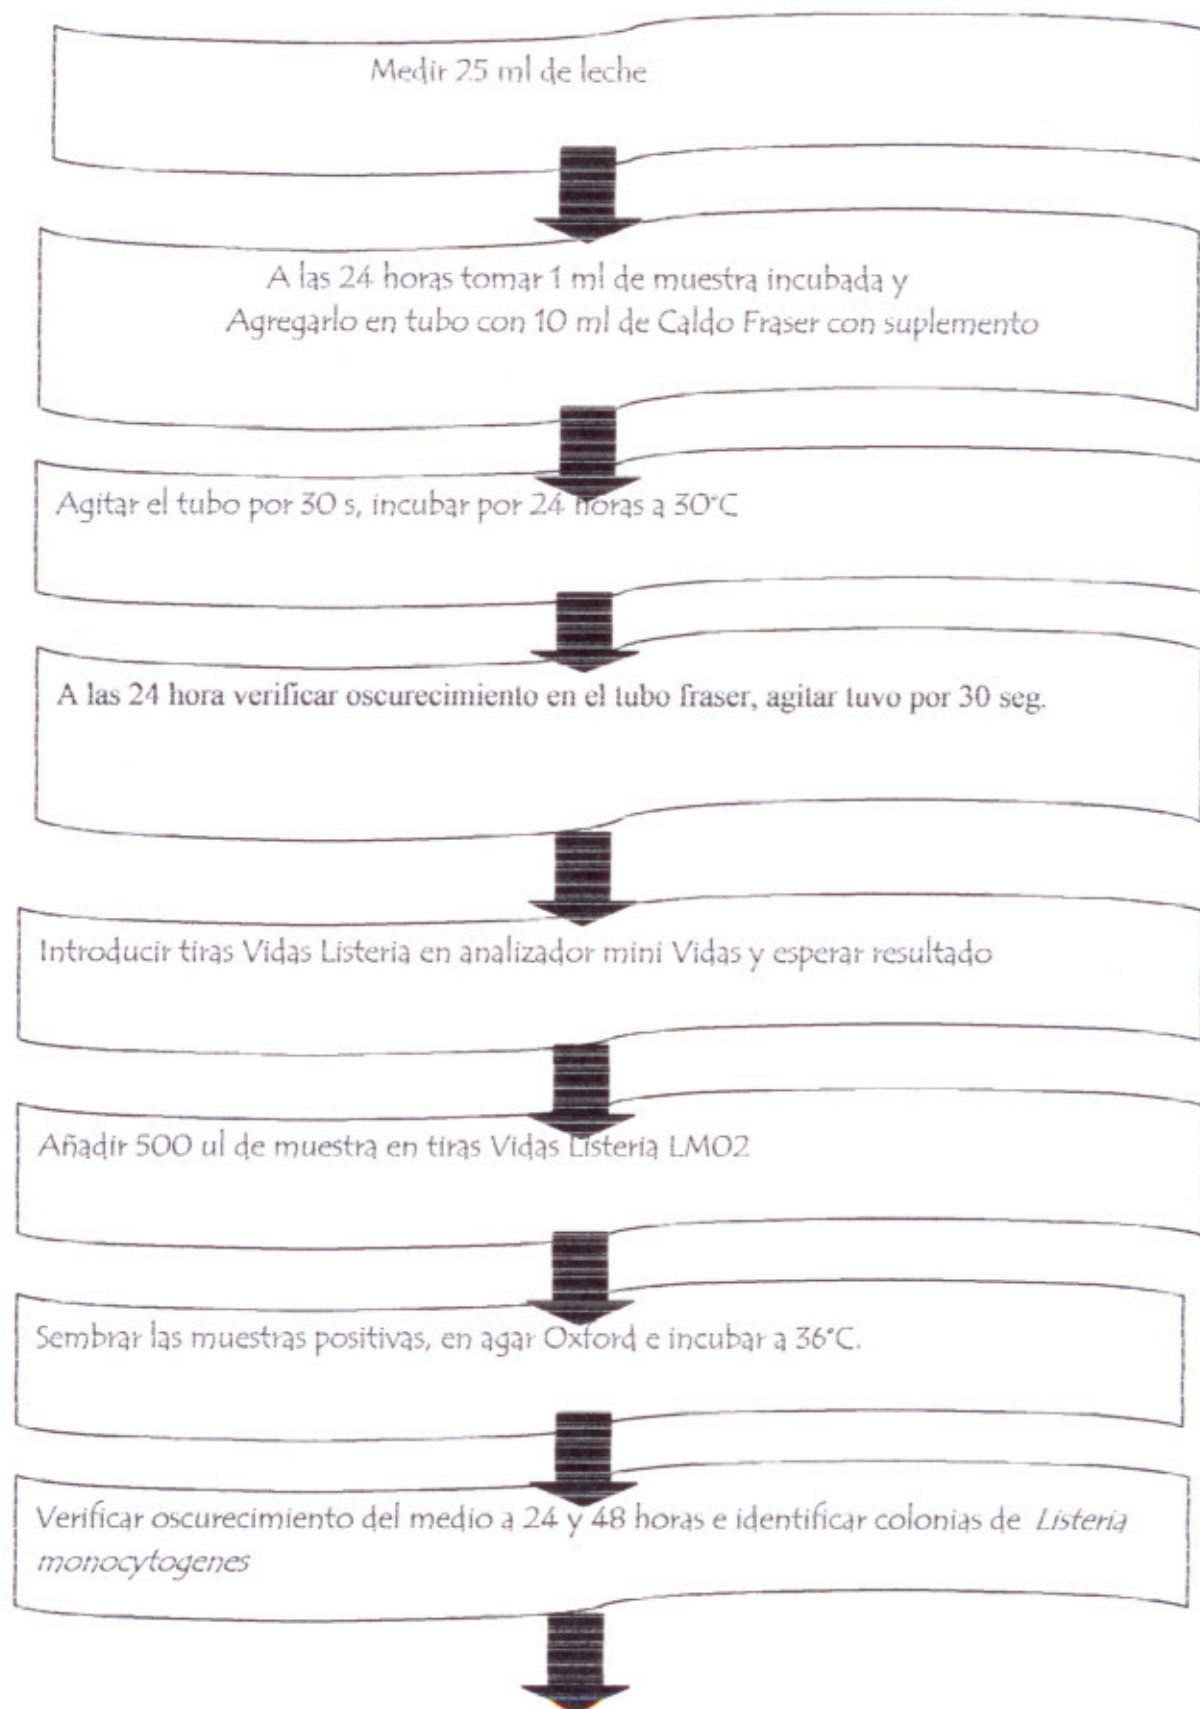 Medir 25 ml de leche
A las 24 horas tomar 1 ml de muestra incubada y
Agregarlo en tubo con 10 ml de Caldo Fraser con suplemento
Agitar el tubo por 30 s, incubar por 24 horas a 30°C
A las 24 hora verificar oscurecimiento en el tubo fraser, agitar tuvo por 30 seg.
Introducir tiras Vidas Listeria en analizador mini Vidas y esperar resultado
Añadir 500 ul de muestra en tiras Vidas Listeria LMO2
Sembrar las muestras positivas, en agar Oxford e incubar a 36°C.
Verificar oscurecimiento del medio a 24 y 48 horas e identificar colonias de Listeria
monocytogenes